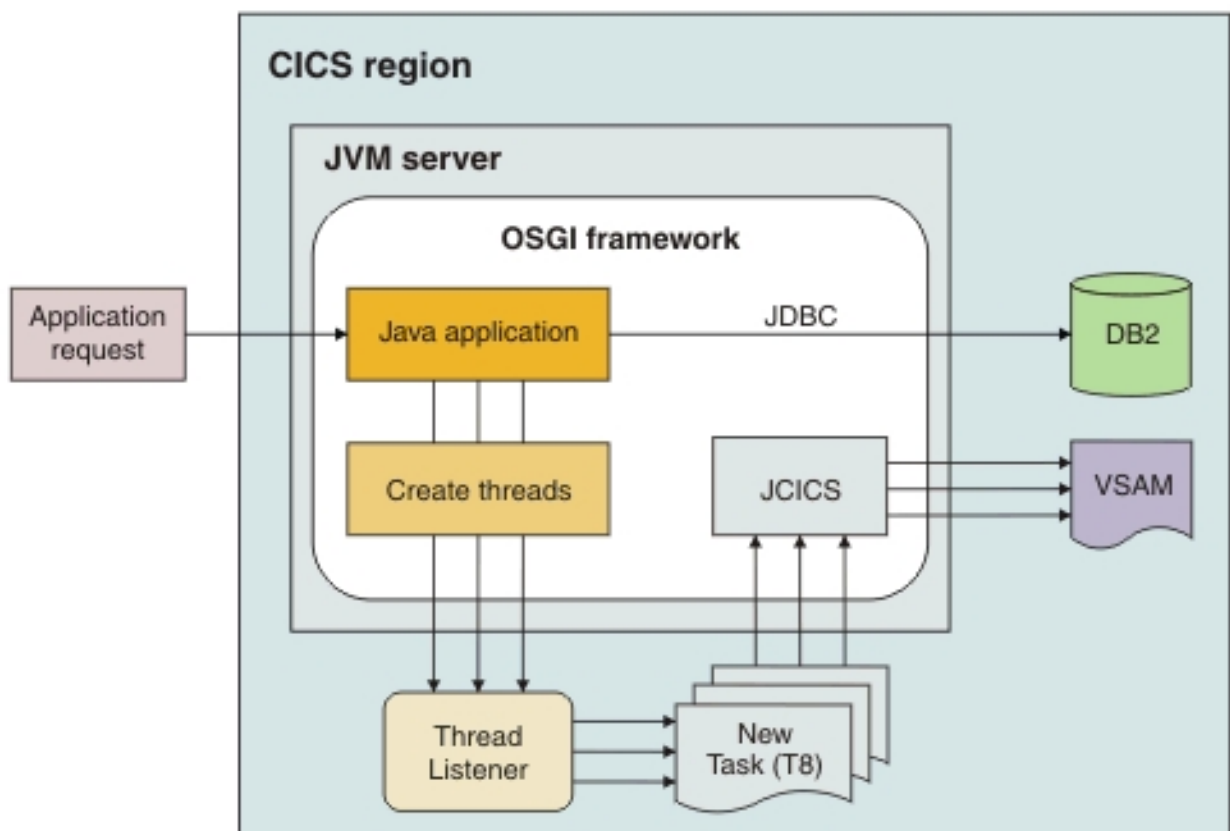 CICS region
JVM server
OSGI framework
Application
request
Java application
JDBC
DB2
Create threads
JCICS
VSAM
Thread
Listener
New
Task (T8)